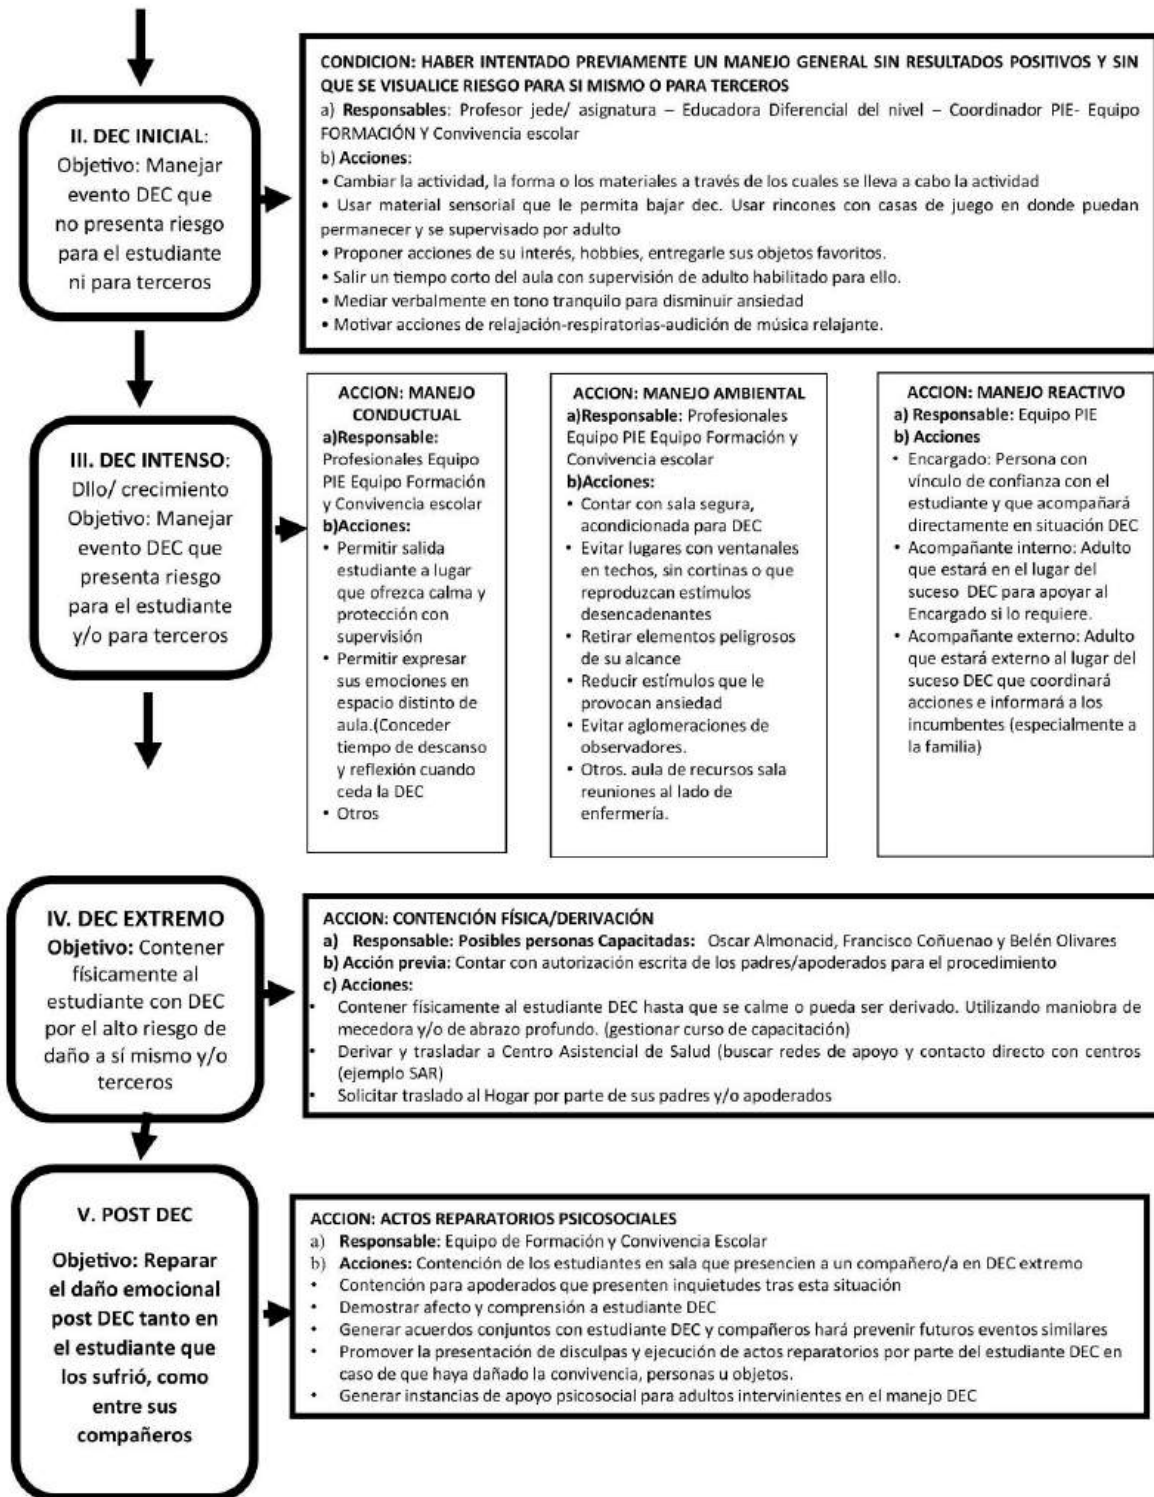 II. DEC INICIAL:
Objetivo: Manejar
evento DEC que
no presenta riesgo
para el estudiante
ni para terceros
CONDICION: HABER INTENTADO PREVIAMENTE UN MANEJO GENERAL SIN RESULTADOS POSITIVOS Y SIN
QUE SE VISUALICE RIESGO PARA SI MISMO O PARA TERCEROS
a) Responsables: Profesor jede/ asignatura – Educadora Diferencial del nivel – Coordinador PIE- Equipo
FORMACIÓN Y Convivencia escolar
b) Acciones:
• Cambiar la actividad, la forma o los materiales a través de los cuales se lleva a cabo la actividad
• Usar material sensorial que le permita bajar dec. Usar rincones con casas de juego en donde puedan
permanecer y se supervisado por adulto
• Proponer acciones de su interés, hobbies, entregarle sus objetos favoritos.
• Salir un tiempo corto del aula con supervisión de adulto habilitado para ello.
• Mediar verbalmente en tono tranquilo para disminuir ansiedad
• Motivar acciones de relajación-respiratorias-audición de música relajante.
III. DEC INTENSO:
Dllo/ crecimiento
Objetivo: Manejar
evento DEC que
presenta riesgo
para el estudiante
y/o para terceros
ACCION: MANEJO
CONDUCTUAL
a)Responsable:
Profesionales Equipo
PIE Equipo Formación
y Convivencia escolar
b)Acciones:
• Permitir salida
estudiante a lugar
que ofrezca calma y
protección con
supervisión
• Permitir expresar
sus emociones en
espacio distinto de
aula.(Conceder
tiempo de descanso
y reflexión cuando
ceda la DEC
• Otros
ACCION: MANEJO AMBIENTAL
a)Responsable: Profesionales
Equipo PIE Equipo Formación y
Convivencia escolar
b)Acciones:
• Contar con sala segura,
acondicionada para DEC
• Evitar lugares con ventanales
en techos, sin cortinas o que
reproduzcan estímulos
desencadenantes
• Retirar elementos peligrosos
de su alcance
• Reducir estímulos que le
provocan ansiedad
• Evitar aglomeraciones de
observadores.
• Otros. aula de recursos sala
reuniones al lado de
enfermería.
ACCION: MANEJO REACTIVO
a) Responsable: Equipo PIE
b) Acciones
• Encargado: Persona con
vínculo de confianza con el
estudiante y que acompañará
directamente en situación DEC
• Acompañante interno: Adulto
que estará en el lugar del
suceso DEC para apoyar al
Encargado si lo requiere.
• Acompañante externo: Adulto
que estará externo al lugar del
suceso DEC que coordinará
acciones e informará a los
incumbentes (especialmente a
la familia)
IV. DEC EXTREMO
Objetivo: Contener
físicamente al
estudiante con DEC
por el alto riesgo de
daño a sí mismo y/o
terceros
ACCION: CONTENCIÓN FÍSICA/DERIVACIÓN
a) Responsable: Posibles personas Capacitadas: Oscar Almonacid, Francisco Coñuenao y Belén Olivares
b) Acción previa: Contar con autorización escrita de los padres/apoderados para el procedimiento
c) Acciones:
• Contener físicamente al estudiante DEC hasta que se calme o pueda ser derivado. Utilizando maniobra de
mecedora y/o de abrazo profundo. (gestionar curso de capacitación)
• Derivar y trasladar a Centro Asistencial de Salud (buscar redes de apoyo y contacto directo con centros
(ejemplo SAR)
• Solicitar traslado al Hogar por parte de sus padres y/o apoderados
V. POST DEC
Objetivo: Reparar
el daño emocional
post DEC tanto en
el estudiante que
los sufrió, como
entre sus
compañeros
ACCION: ACTOS REPARATORIOS PSICOSOCIALES
a) Responsable: Equipo de Formación y Convivencia Escolar
b) Acciones: Contención de los estudiantes en sala que presencien a un compañero/a en DEC extremo
• Contención para apoderados que presenten inquietudes tras esta situación
• Demostrar afecto y comprensión a estudiante DEC
• Generar acuerdos conjuntos con estudiante DEC y compañeros hará prevenir futuros eventos similares
• Promover la presentación de disculpas y ejecución de actos reparatorios por parte del estudiante DEC en
caso de que haya dañado la convivencia, personas u objetos.
• Generar instancias de apoyo psicosocial para adultos intervinientes en el manejo DEC